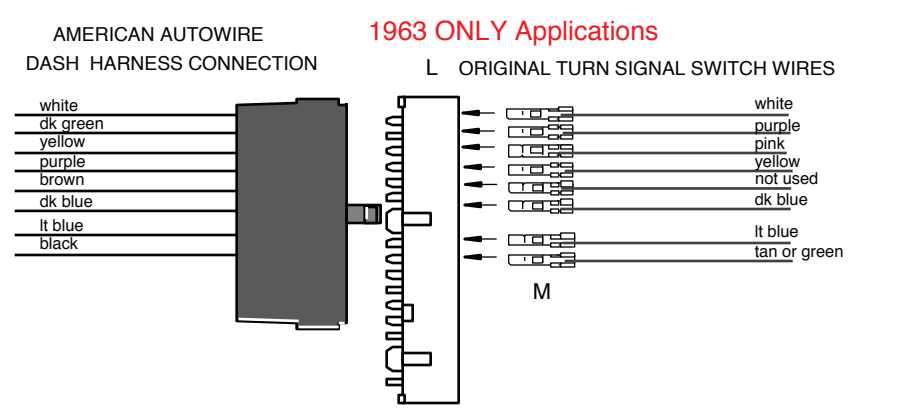 AMERICAN AUTOWIRE
DASH HARNESS CONNECTION
1963 ONLY Applications
L ORIGINAL TURN SIGNAL SWITCH WIRES
white
dk green
yellow
purple
brown
dk blue
lt blue
black
white
purple
pink
yellow
not used
dk blue
lt blue
tan or green
M